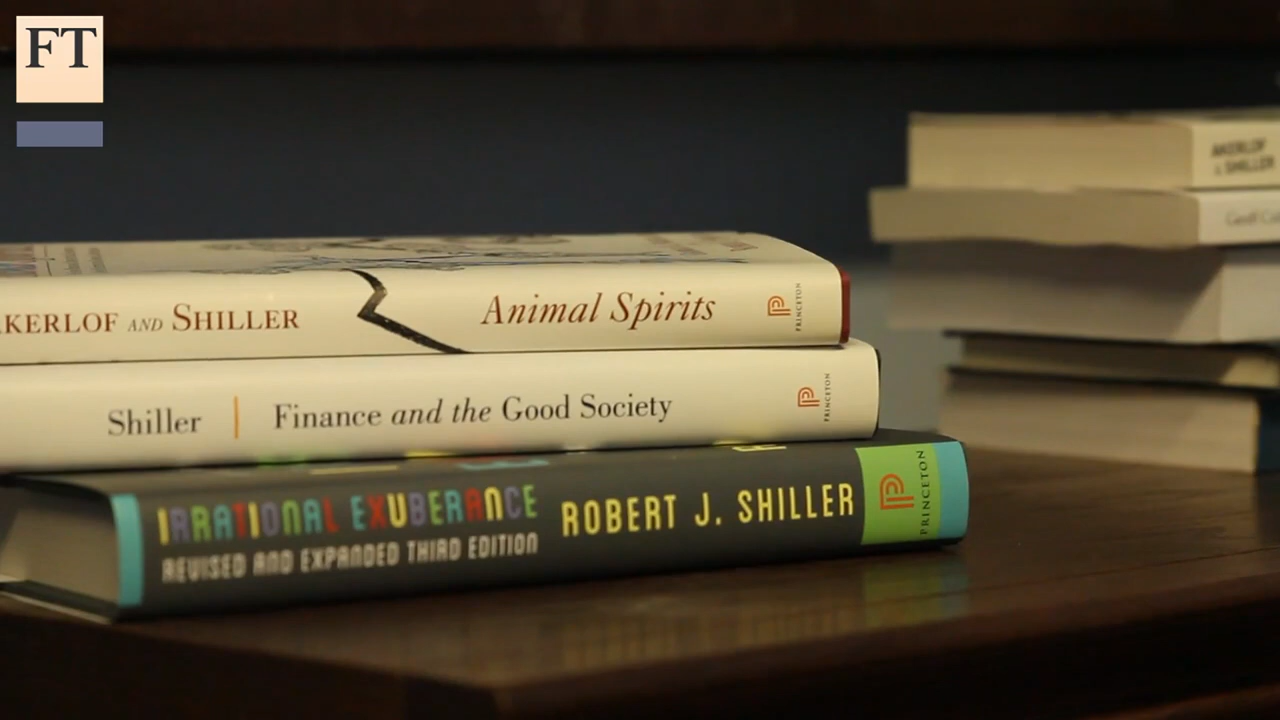 FT
AKERLOF AND SHILLER Animal Spirits PRINCETON
Shiller Finance and the Good Society PRINCETON
IRRATIONAL EXUBERANCE
REVISED AND EXPANDED THIRD EDITION
ROBERT J. SHILLER
PRINCETON
AKERLOF
& SHILLER